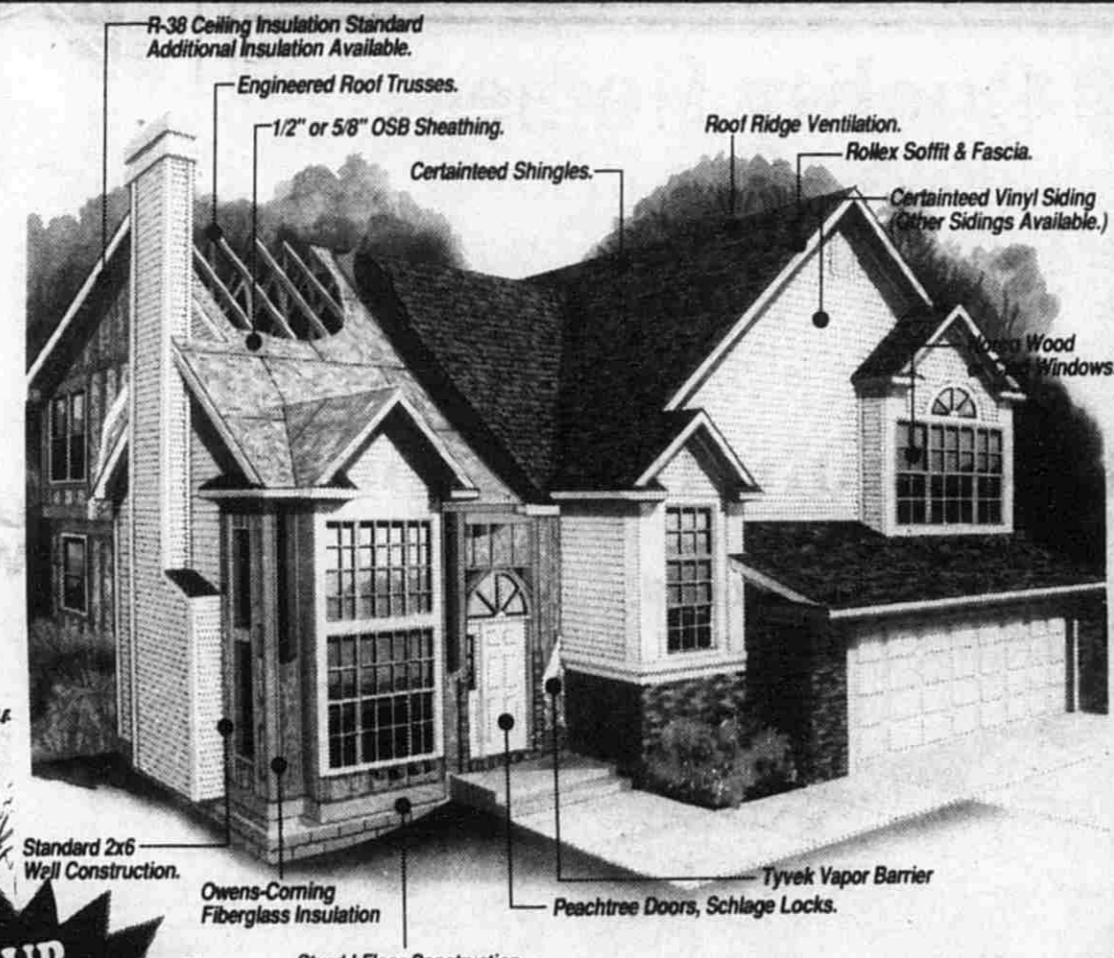 R-38 Ceiling Insulation Standard
Additional Insulation Available.
Engineered Roof Trusses.
1/2" or 5/8" OSB Sheathing.
Roof Ridge Ventilation.
Certainteed Shingles.
Rollex Soffit & Fascia.
Certainteed Vinyl Siding
(Other Sidings Available.)
Wood
Windows.
Standard 2x6
Wall Construction.
Owens-Corning
Fiberglass Insulation
Tyvek Vapor Barrier
Peachtree Doors, Schlage Locks.
Floor Construction